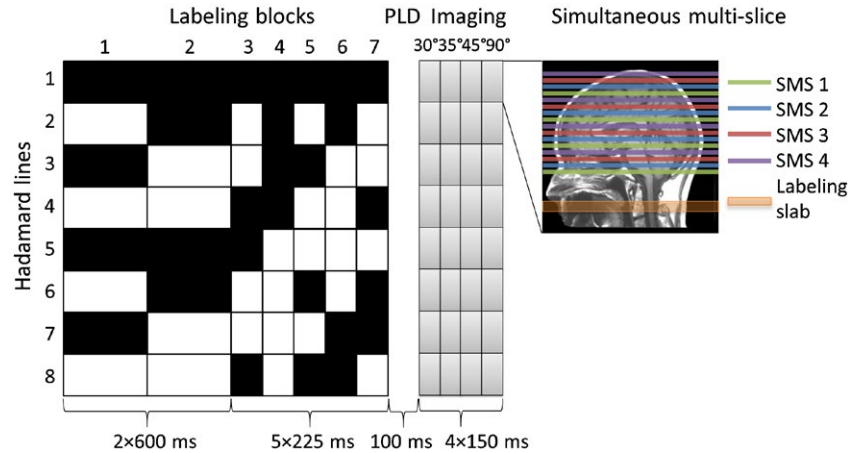 Labeling blocks PLD Imaging Simultaneous multi-slice
1 2 3 4 5 6 7 30° 35° 45° 90°
Hadamard lines
1
2
3
4
5
6
7
8
SMS 1
SMS 2
SMS 3
SMS 4
Labeling
slab
2×600 ms 5×225 ms 100 ms 4×150 ms